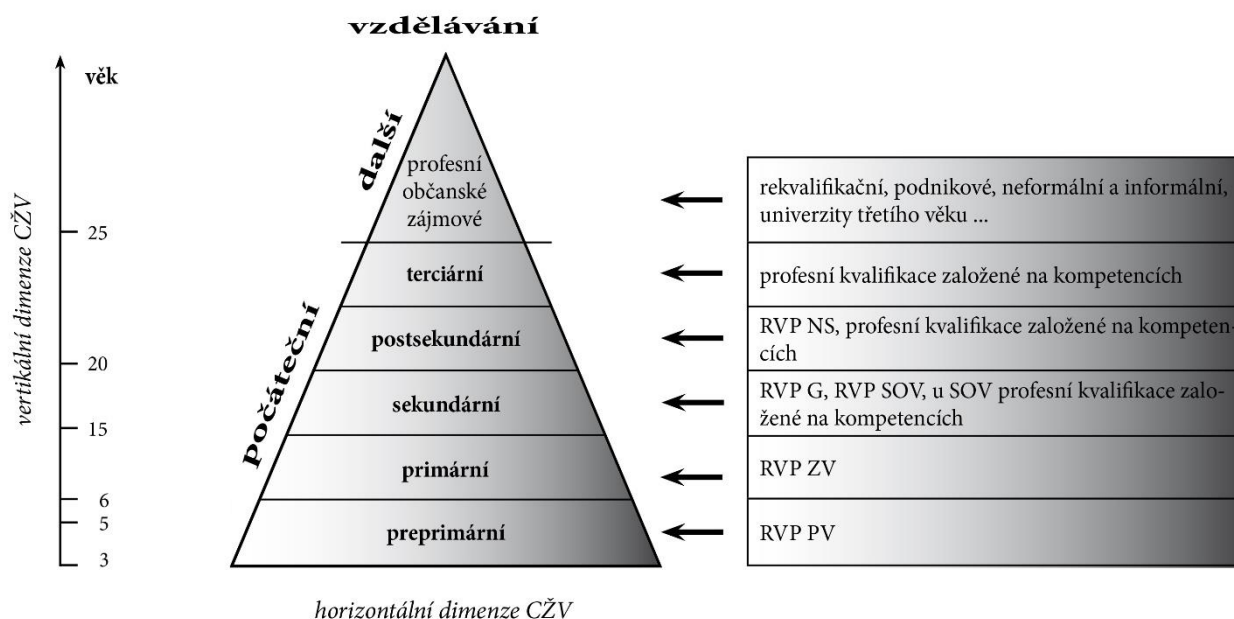 vzdělávání
věk
další
profesní
občanské
zájmové
rekvalifikační, podnikové, neformální a informální,
univerzity třetího věku ...
vertikální dimenze CŽV
25
terciární
profesní kvalifikace založené na kompetencích
počáteční
postsekundární
RVP NS, profesní kvalifikace založené na kompeten-
cích
20
sekundární
RVP G, RVP SOV, u SOV profesní kvalifikace zalo-
žené na kompetencích
15
primární
RVP ZV
6
5
preprimární
RVP PV
3
horizontální dimenze CŽV